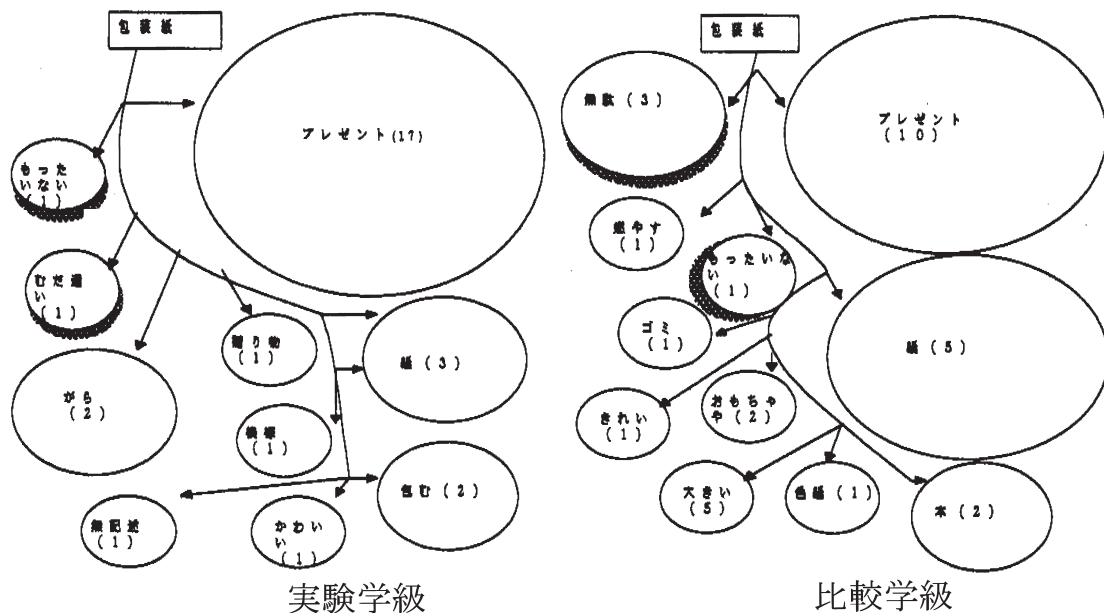 包装紙
プレゼント(17)
もった
いない
(1)
むだ遣
い
(1)
がら
(2)
贈り物
(1)
紙(3)
模様
(1)
包む(2)
無記述
(1)
かわい
い
(1)
実験学級
包装紙
無駄(3)
プレゼント
(10)
燃やす
(1)
もったいな
い
(1)
ゴミ
(1)
紙(5)
きれい
(1)
おもちゃ
や(2)
大きい
(5)
色紙(1)
本(2)
比較学級